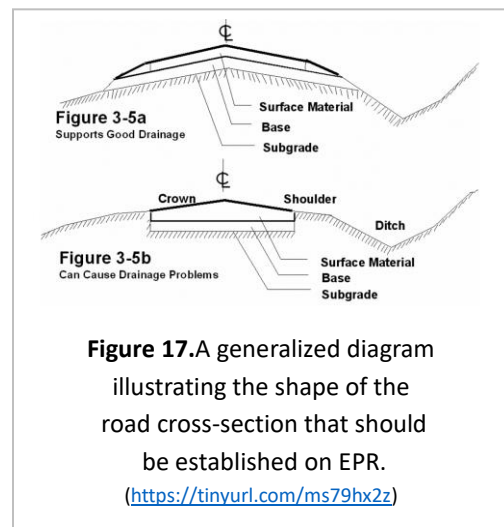 ℄
Surface Material
Figure 3-5a
Base
Supports Good Drainage
Subgrade
℄
Crown
Shoulder
Ditch
Surface Material
Figure 3-5b
Base
Can Cause Drainage Problems
Subgrade
Figure 17.A generalized diagram
illustrating the shape of the
road cross-section that should
be established on EPR.
(https://tinyurl.com/ms79hx2z)